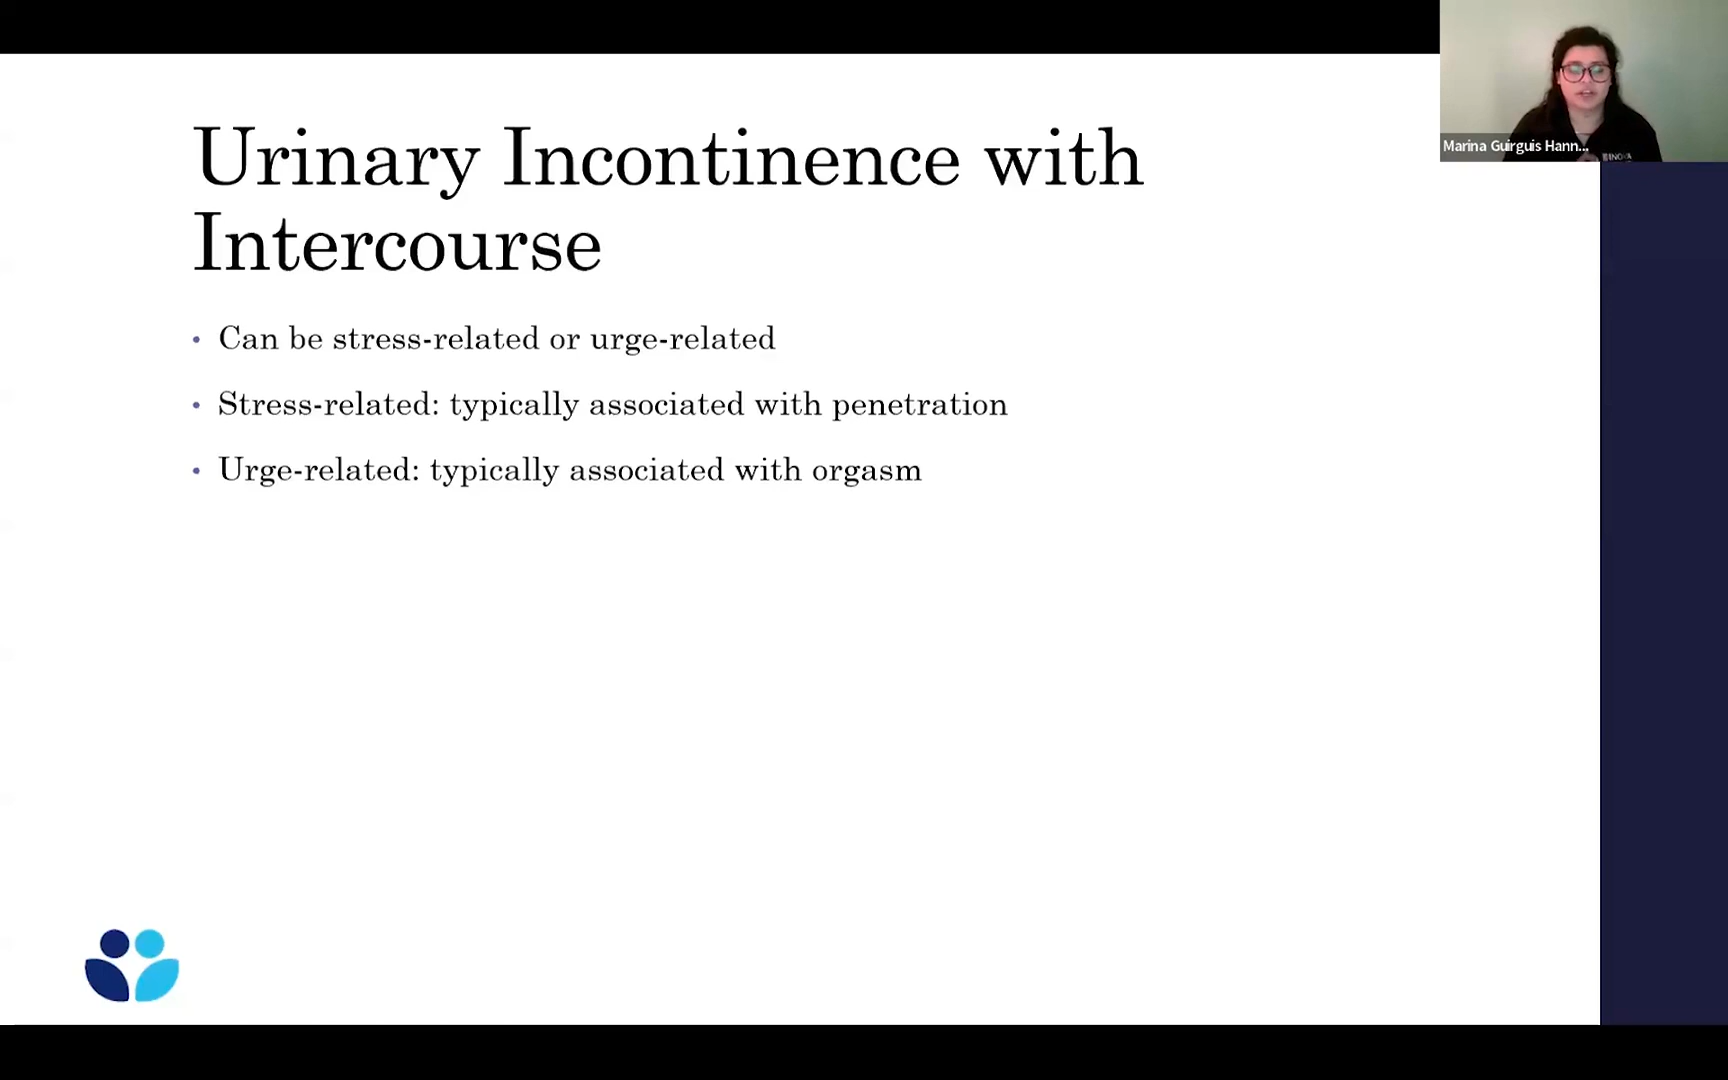 Urinary Incontinence with
Intercourse
• Can be stress-related or urge-related
• Stress-related: typically associated with penetration
• Urge-related: typically associated with orgasm
Marina Guirguis Hann...